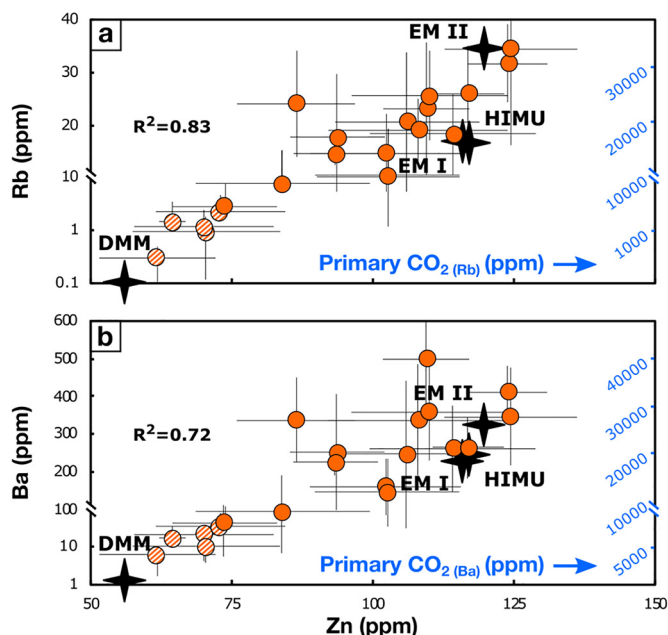 a
40
30
20
10
1
0.1
Rb (ppm)
R²=0.83
EM II
HIMU
EM I
DMM
30000
20000
10000
1000
Primary CO₂ (Rb) (ppm)
b
600
500
400
300
200
100
10
1
Ba (ppm)
R²=0.72
EM II
HIMU
EM I
DMM
40000
30000
20000
10000
5000
Primary CO₂ (Ba) (ppm)
50
75
100
125
150
Zn (ppm)